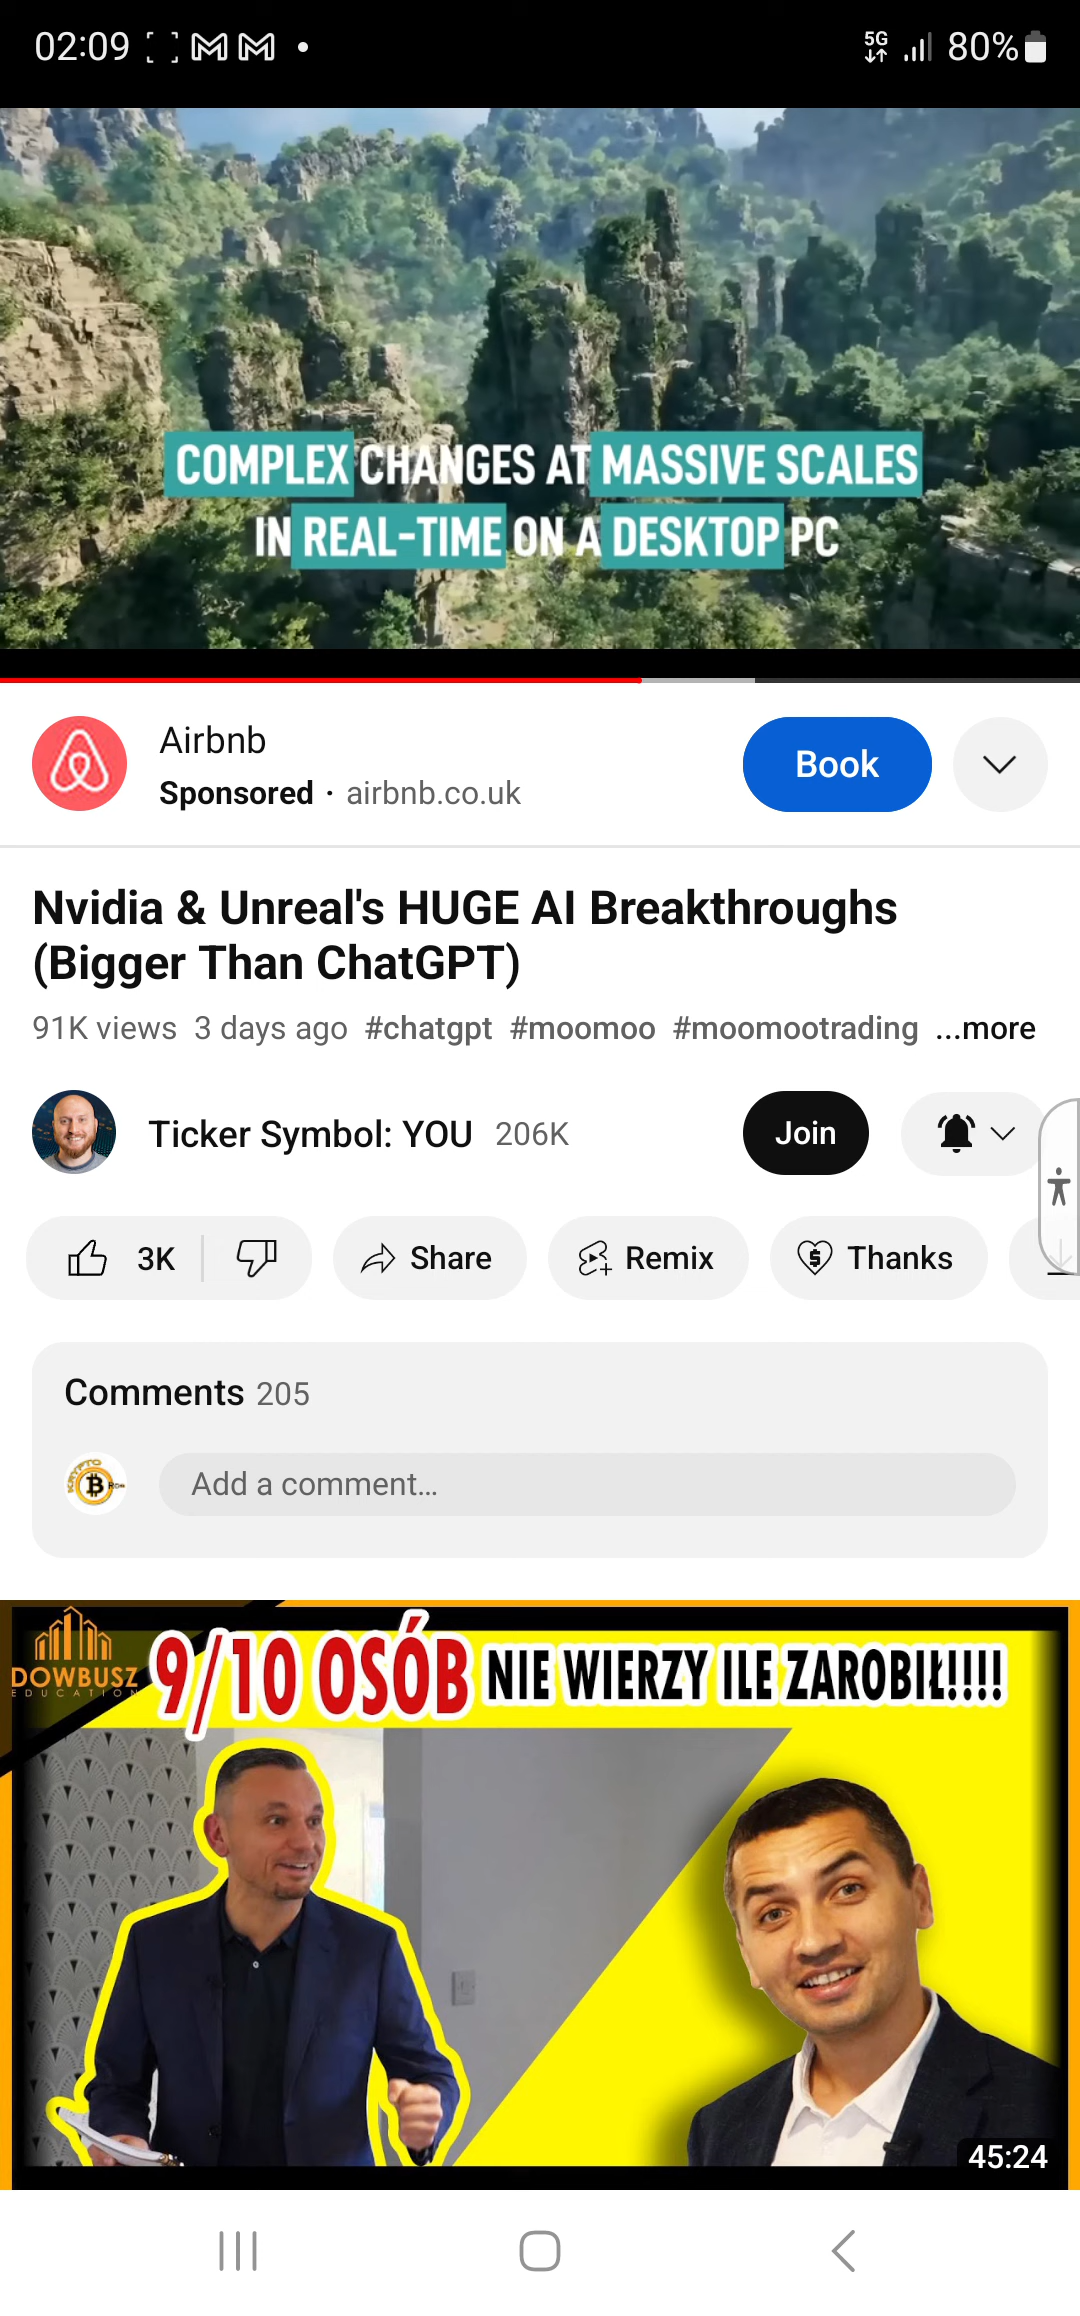 02:09
5G
80%
COMPLEX CHANGES AT MASSIVE SCALES
IN REAL-TIME ON A DESKTOP PC
Airbnb
Sponsored · airbnb.co.uk
Book
Nvidia & Unreal's HUGE AI Breakthroughs
(Bigger Than ChatGPT)
91K views 3 days ago #chatgpt #moomoo #moomootrading ...more
Ticker Symbol: YOU 206K
Join
3K
Share
Remix
Thanks
Comments 205
KRYPTO
Add a comment...
DOWBUSZ
EDUCATION
9/10 OSÓB NIE WIERZY ILE ZAROBIŁ!!!!
45:24